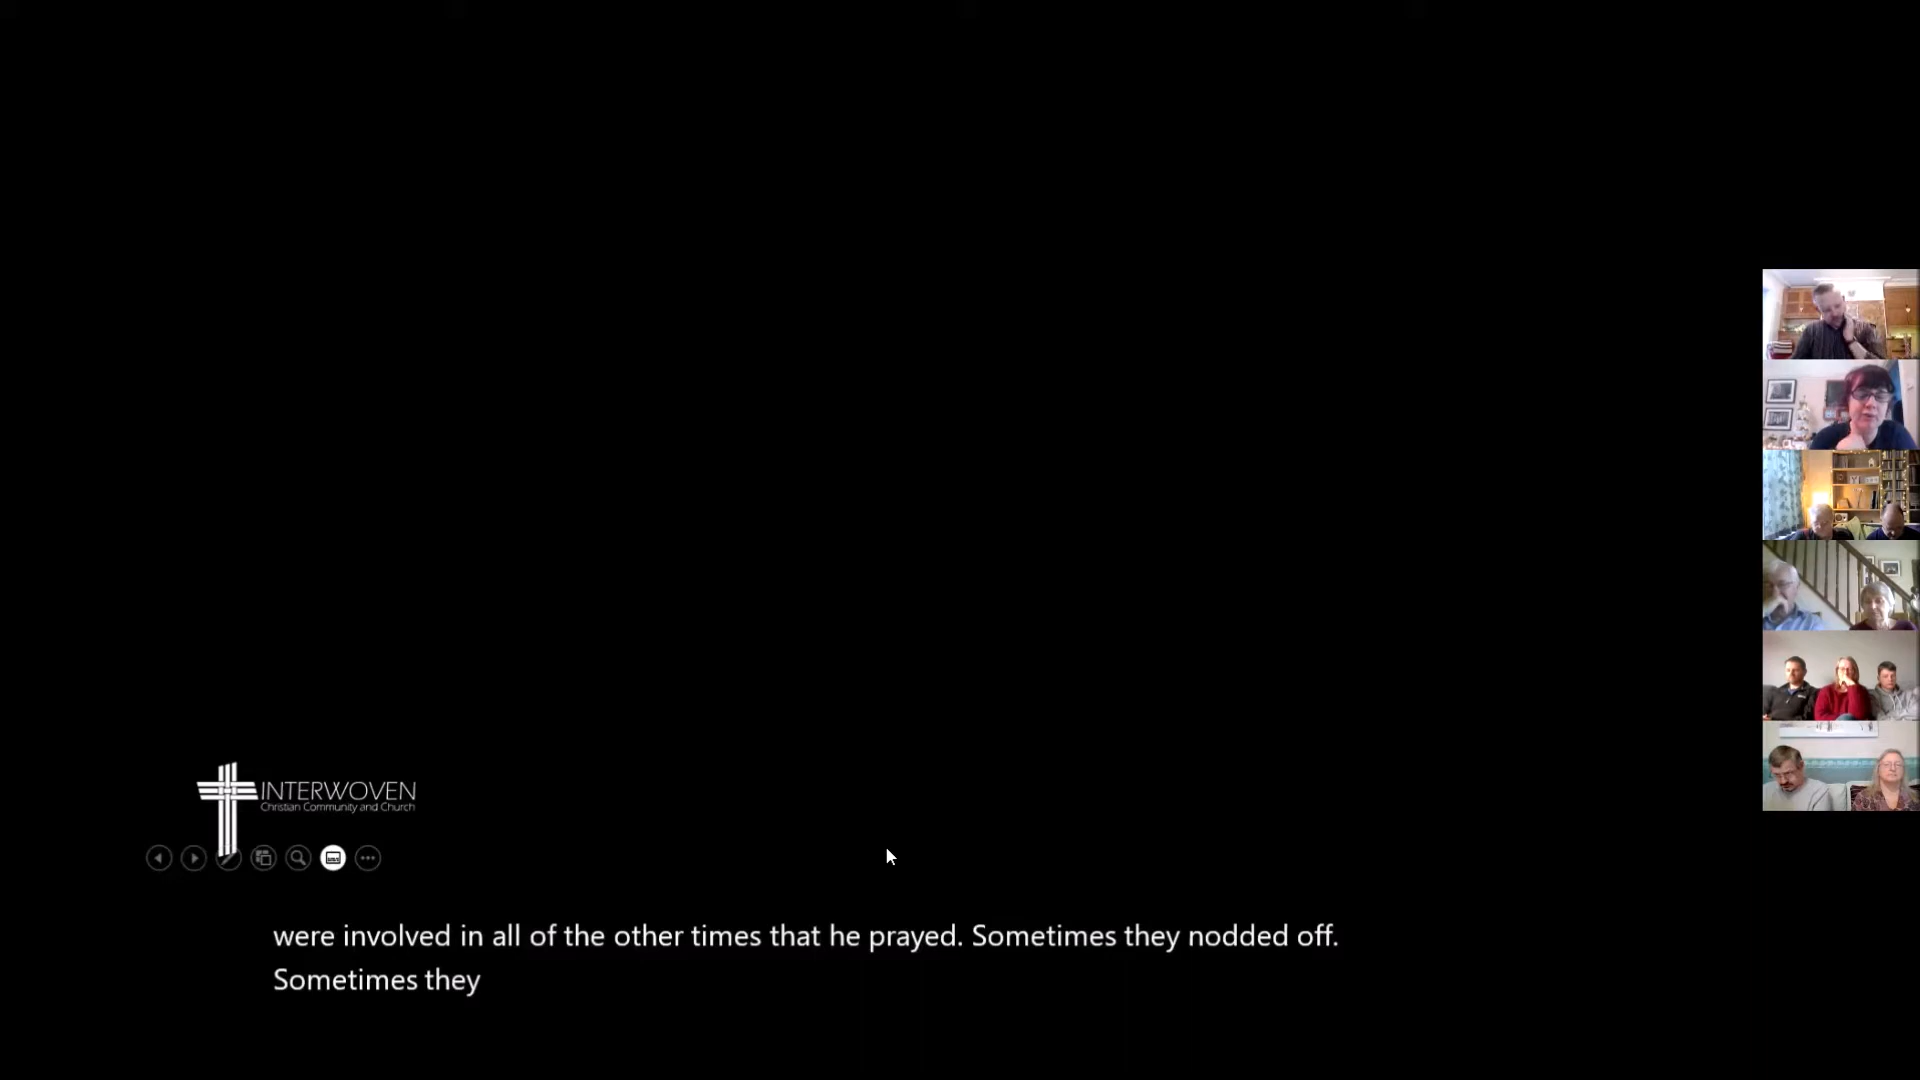 INTERWOVEN
Christian Community and Church
were involved in all of the other times that he prayed. Sometimes they nodded off.
Sometimes they